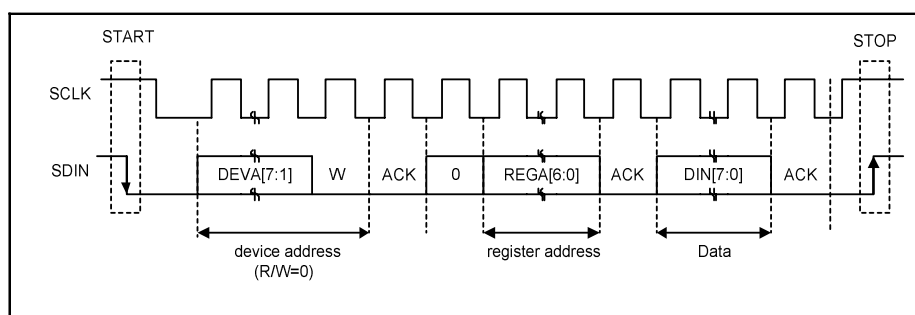 START
STOP
SCLK
SDIN
DEVA[7:1]
W
ACK
0
REGA[6:0]
ACK
DIN[7:0]
ACK
device address
(R/W=0)
register address
Data